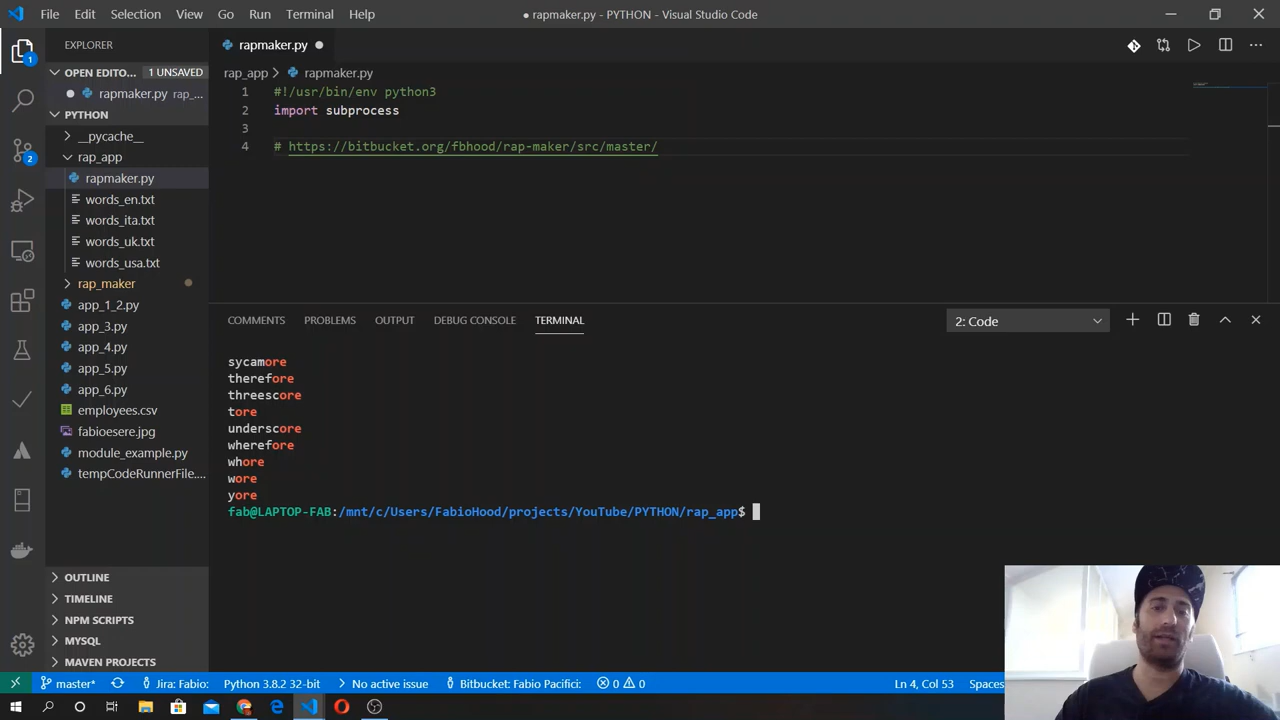 File Edit Selection View Go Run Terminal Help
● rapmaker.py - PYTHON - Visual Studio Code
EXPLORER
OPEN EDITO... 1 UNSAVED
rapmaker.py rap_...
PYTHON
__pycache__
rap_app
rapmaker.py
words_en.txt
words_ita.txt
words_uk.txt
words_usa.txt
rap_maker
app_1_2.py
app_3.py
app_4.py
app_5.py
app_6.py
employees.csv
fabioesere.jpg
module_example.py
tempCodeRunnerFile....
OUTLINE
TIMELINE
NPM SCRIPTS
MYSQL
MAVEN PROJECTS
1
2
rapmaker.py
rap_app > rapmaker.py
1 #!/usr/bin/env python3
2 import subprocess
3
4 # https://bitbucket.org/fbhood/rap-maker/src/master/
COMMENTS PROBLEMS OUTPUT DEBUG CONSOLE TERMINAL
2: Code
sycamore
therefore
threescore
tore
underscore
wherefore
whore
wore
yore
fab@LAPTOP-FAB:/mnt/c/Users/FabioHood/projects/YouTube/PYTHON/rap_app$
master* Jira: Fabio: Python 3.8.2 32-bit No active issue Bitbucket: Fabio Pacifici: 0 0 Ln 4, Col 53 Spaces